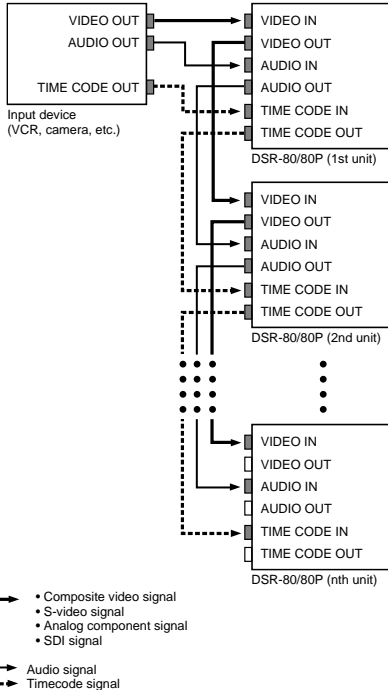 VIDEO OUT
AUDIO OUT
TIME CODE OUT
Input device
(VCR, camera, etc.)
VIDEO IN
VIDEO OUT
AUDIO IN
AUDIO OUT
TIME CODE IN
TIME CODE OUT
DSR-80/80P (1st unit)
VIDEO IN
VIDEO OUT
AUDIO IN
AUDIO OUT
TIME CODE IN
TIME CODE OUT
DSR-80/80P (2nd unit)
VIDEO IN
VIDEO OUT
AUDIO IN
AUDIO OUT
TIME CODE IN
TIME CODE OUT
DSR-80/80P (nth unit)
• Composite video signal
• S-video signal
• Analog component signal
• SDI signal
Audio signal
Timecode signal